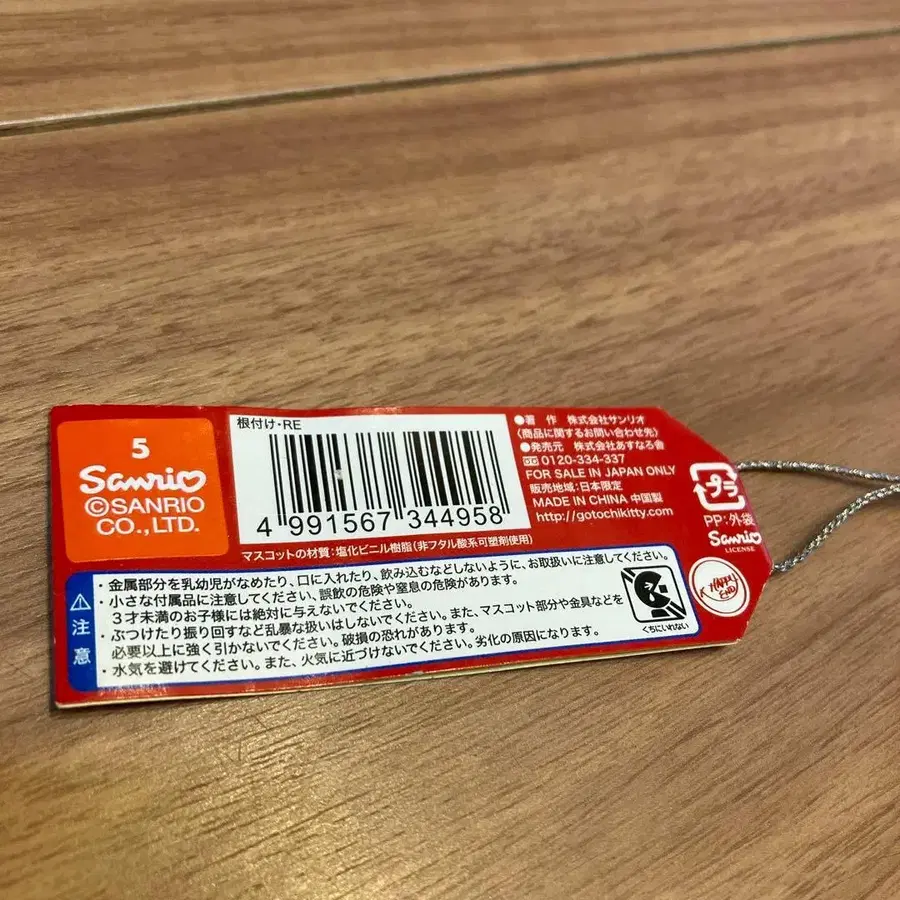 5
Sanrio
©SANRIO
CO.,LTD.
根付け・RE
4 991567 344958
マスコットの材質：塩化ビニル樹脂（非フタル酸系可塑剤使用）
●著 作 株式会社サンリオ
（商品に関するお問い合わせ先）
●発売元 株式会社あすなろ舎
0120-334-337
FOR SALE IN JAPAN ONLY
販売地域：日本限定
MADE IN CHINA 中国製
http://gotochikitty.com
プラ
PP：外袋
Sanrio
LICENSE
HAPPY
END
注意
・金属部分を乳幼児がなめたり、口に入れたり、飲み込むなどしないように、お取扱いに注意してください。
・小さな付属品に注意してください、誤飲の危険や窒息の危険があります。
3才未満のお子様には絶対に与えないでください。
・ぶつけたり振り回すなど乱暴な扱いはしないでください。また、マスコット部分や金具などを
必要以上に強く引かないでください。破損の恐れがあります。
・水気を避けてください。また、火気に近づけないでください。劣化の原因になります。
くちにいれない